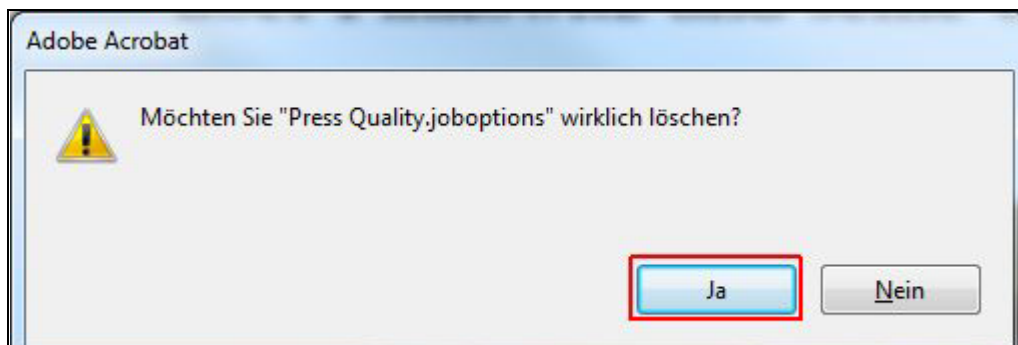 Adobe Acrobat
Möchten Sie "Press Quality.joboptions" wirklich löschen?
Ja
Nein